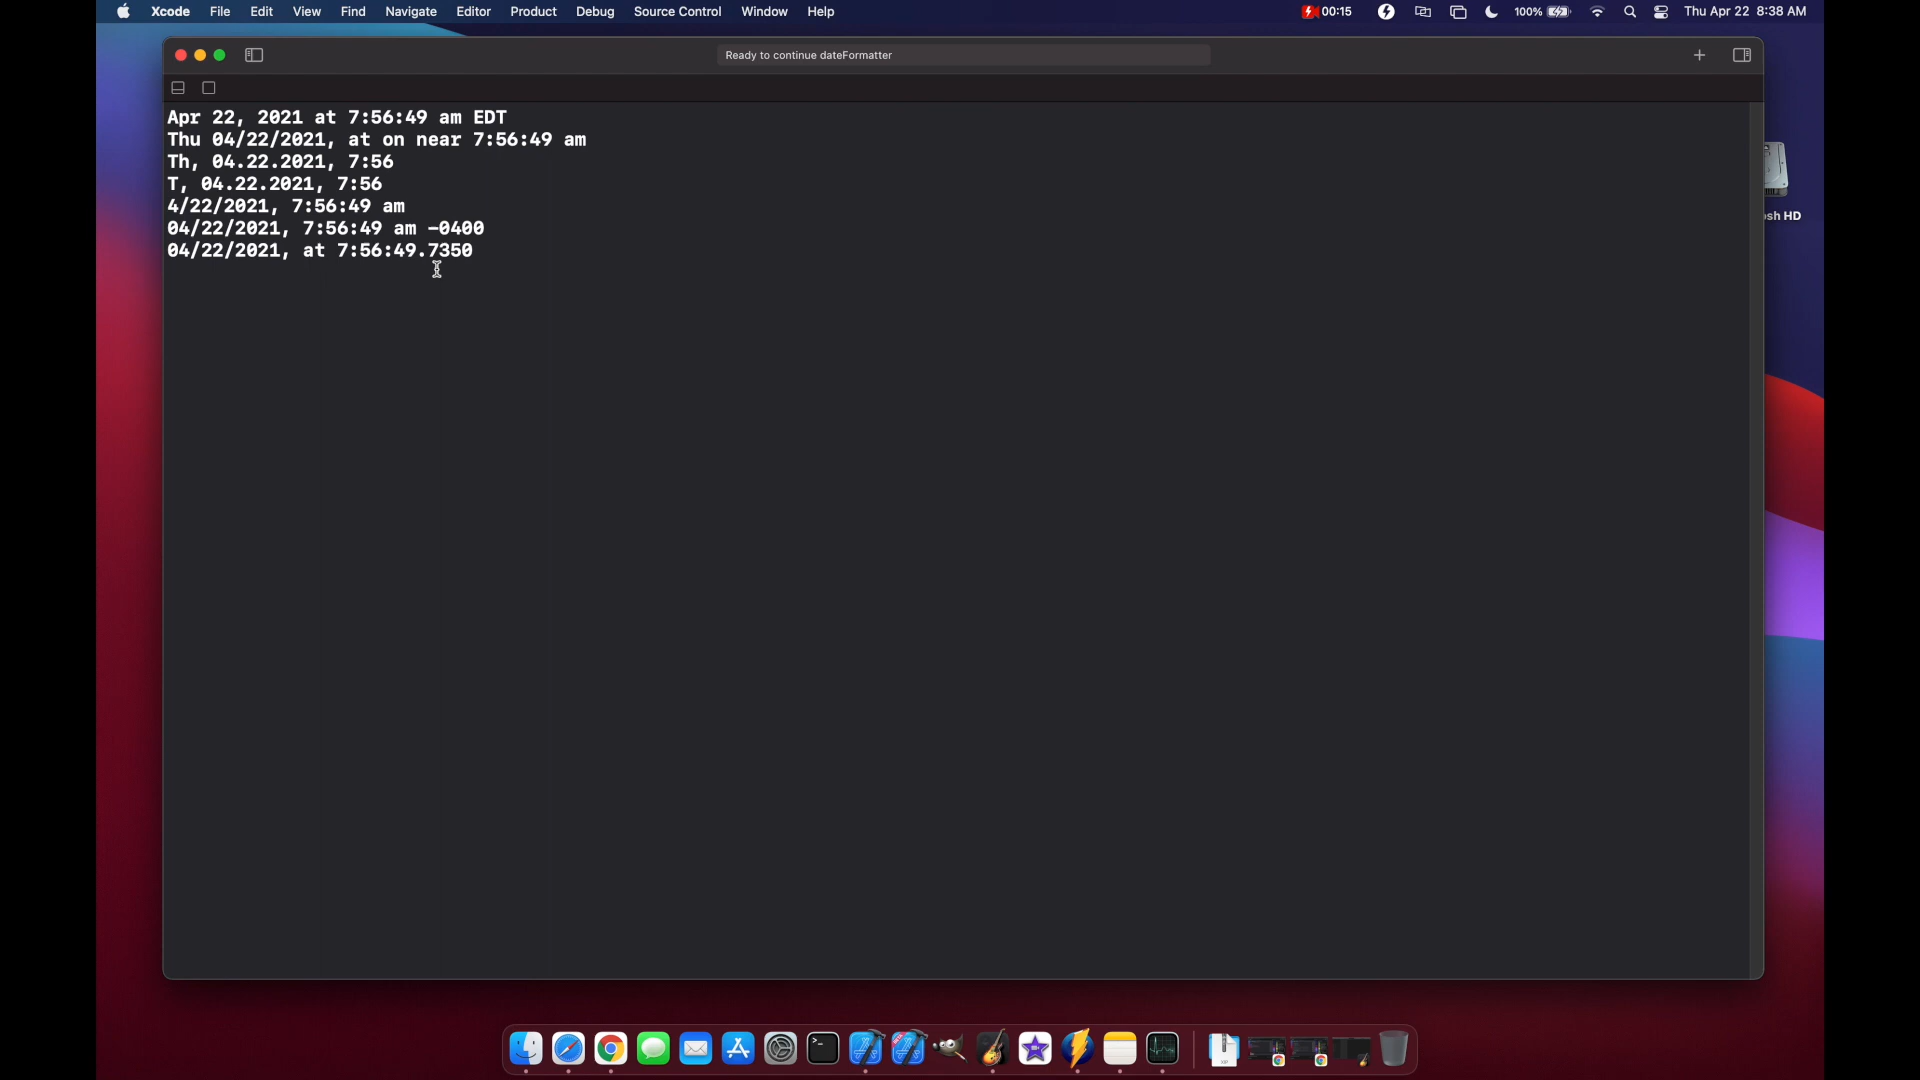 Xcode File Edit View Find Navigate Editor Product Debug Source Control Window Help 00:15 100% Thu Apr 22 8:38 AM
Ready to continue dateFormatter
Apr 22, 2021 at 7:56:49 am EDT
Thu 04/22/2021, at on near 7:56:49 am
Th, 04.22.2021, 7:56
T, 04.22.2021, 7:56
4/22/2021, 7:56:49 am
04/22/2021, 7:56:49 am -0400
04/22/2021, at 7:56:49.7350
sh HD